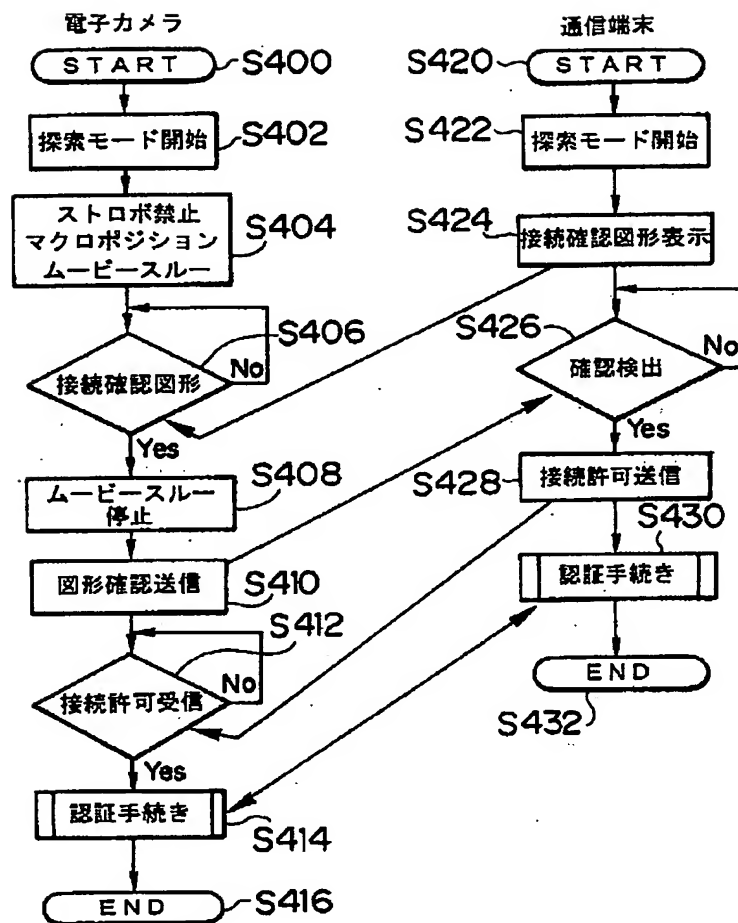 電子カメラ
START
S400
探索モード開始
S402
ストロボ禁止
マクロポジション
ムービースルー
S404
接続確認図形
S406
No
Yes
ムービースルー
停止
S408
図形確認送信
S410
接続許可受信
S412
No
Yes
認証手続き
S414
END
S416
通信端末
S420
START
S422
探索モード開始
S424
接続確認図形表示
S426
確認検出
No
Yes
S428
接続許可送信
S430
認証手続き
END
S432